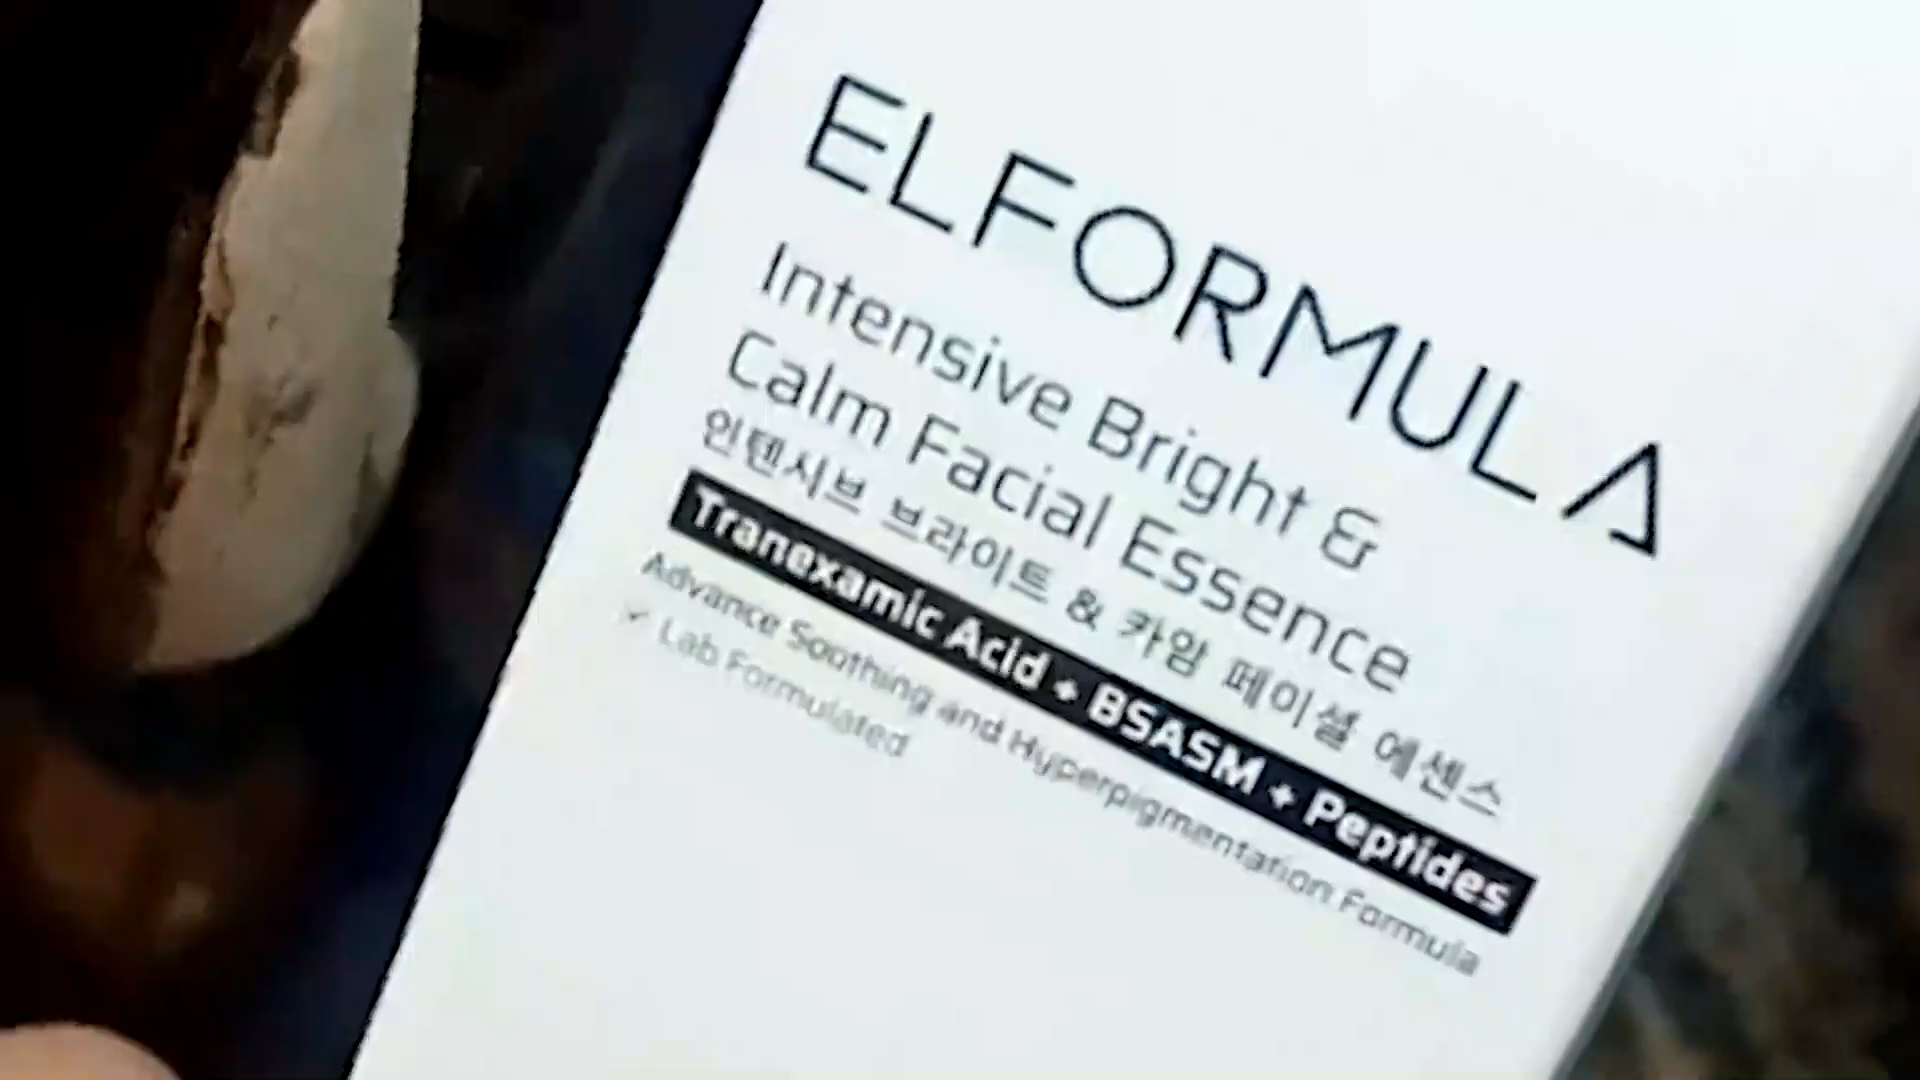 ELFORMULA
Intensive Bright &
Calm Facial Essence
인텐시브 브라이트 & 카암 페이셜 에센스
Tranexamic Acid + BSASM + Peptides
Advance Soothing and Hyperpigmentation Formula
✓ Lab Formulated